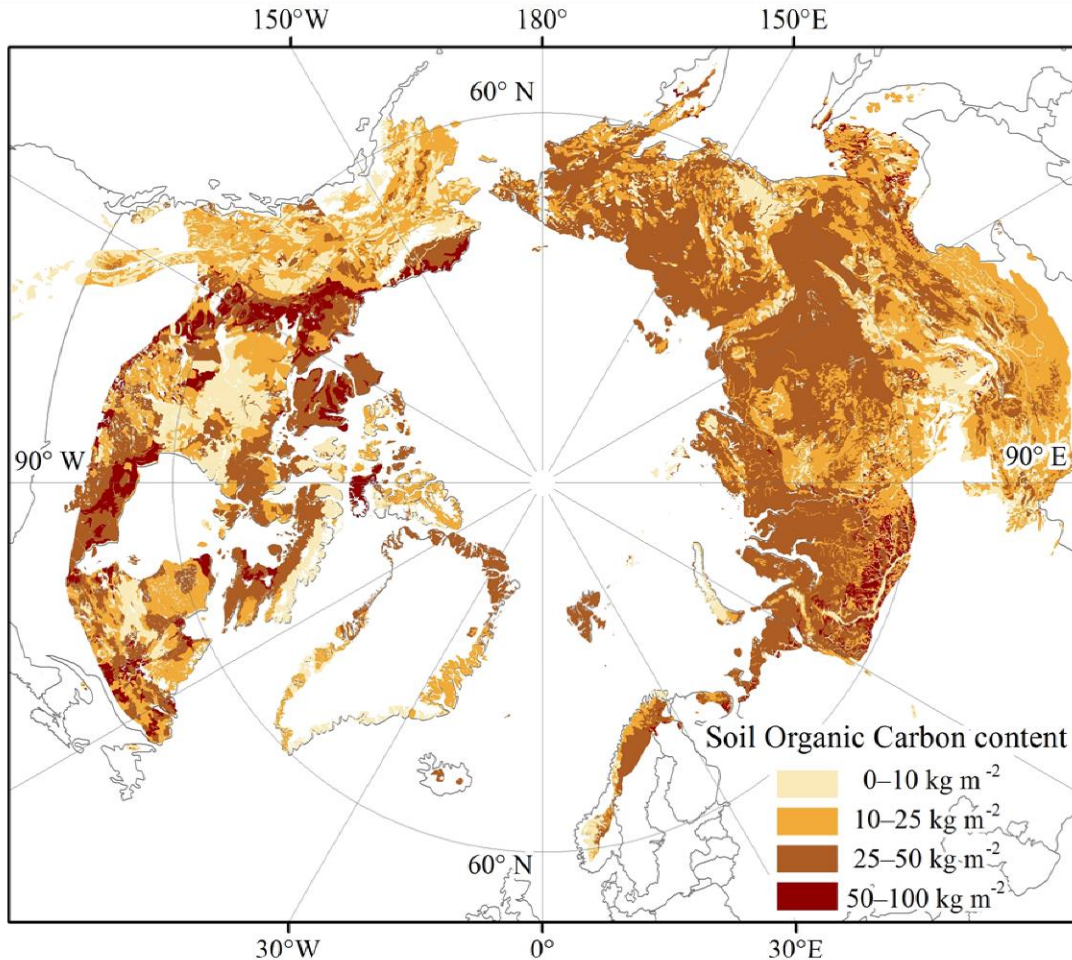 150°W 180° 150°E
60° N
90° W 90° E
Soil Organic Carbon content
0–10 kg m⁻²
10–25 kg m⁻²
25–50 kg m⁻²
50–100 kg m⁻²
60° N
30°W 0° 30°E